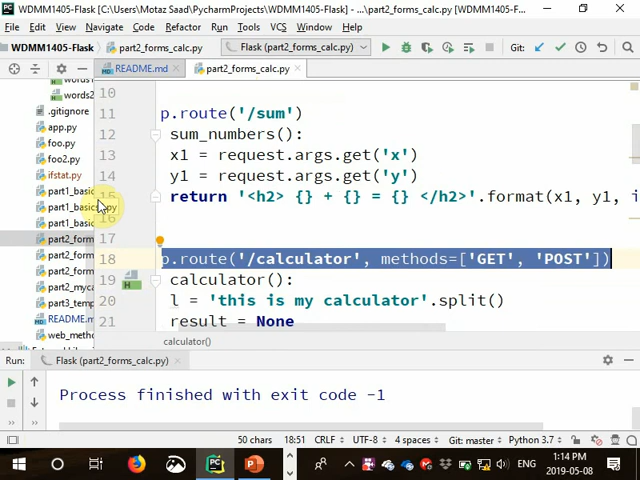 WDMM1405-Flask [C:\Users\Motaz Saad\PycharmProjects\WDMM1405-Flask] - ...\part2_forms_calc.py [WDMM1405-F...
File Edit View Navigate Code Refactor Run Tools VCS Window Help
WDMM1405-Flask part2_forms_calc.py Flask (part2_forms_calc.py) Git:
README.md part2_forms_calc.py
words2
.gitignore
app.py
foo.py
foo2.py
ifstat.py
part1_basic
part1_basics.py
part1_basic
part2_form
part2_form
part2_form
part2_myca
part3_temp
README.m
web_metho
10
11 p.route('/sum')
12 sum_numbers():
13 x1 = request.args.get('x')
14 y1 = request.args.get('y')
15 return '<h2> {} + {} = {} </h2>'.format(x1, y1, i
16
17
18 p.route('/calculator', methods=['GET', 'POST'])
19 calculator():
20 l = 'this is my calculator'.split()
21 result = None
calculator()
Run: Flask (part2_forms_calc.py)
Process finished with exit code -1
50 chars 18:51 CRLF UTF-8 4 spaces Git: master Python 3.7
ENG 1:14 PM
2019-05-08